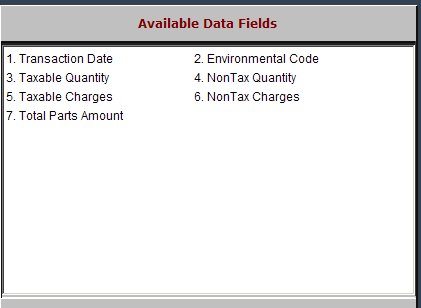 Available Data Fields
1. Transaction Date 2. Environmental Code
3. Taxable Quantity 4. NonTax Quantity
5. Taxable Charges 6. NonTax Charges
7. Total Parts Amount